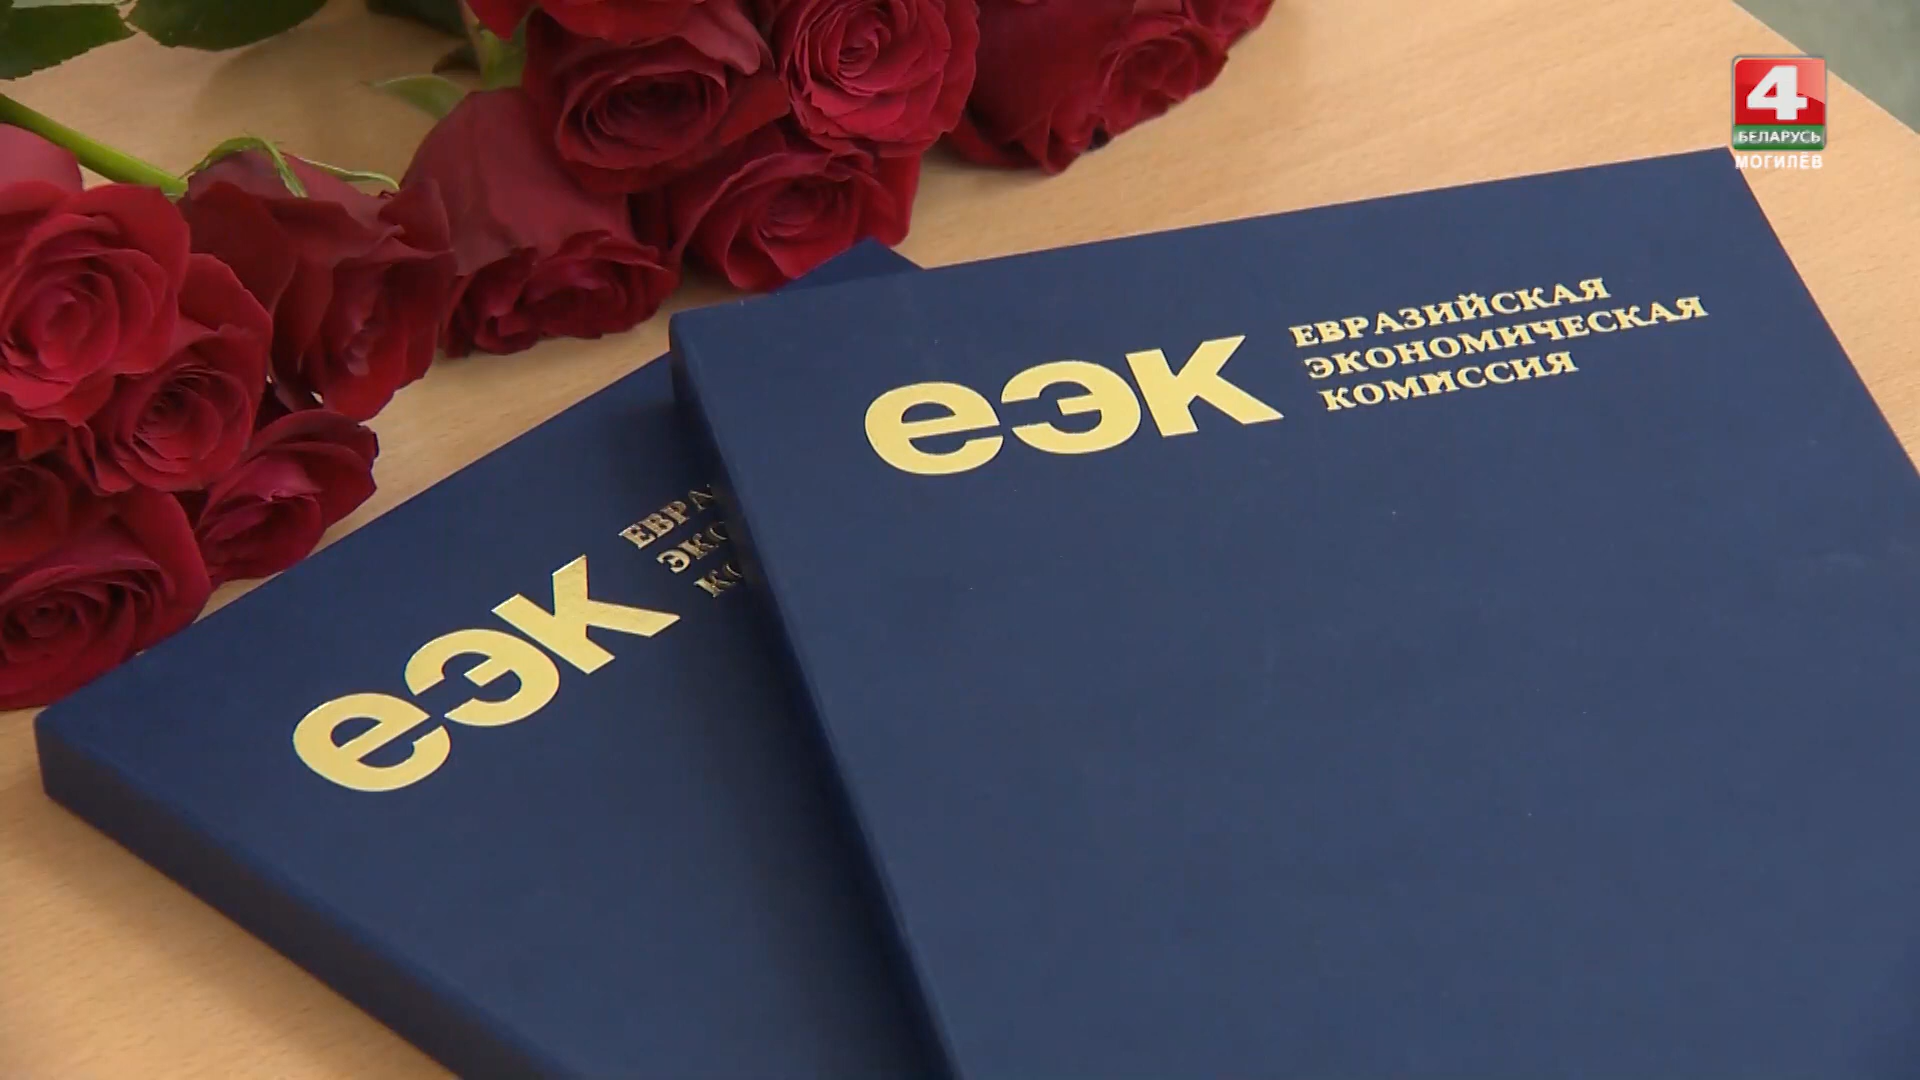 4
БЕЛАРУСЬ
МОГИЛЁВ
еэк
ЕВРАЗИЙСКАЯ
ЭКОНОМИЧЕСКАЯ
КОМИССИЯ
еэк